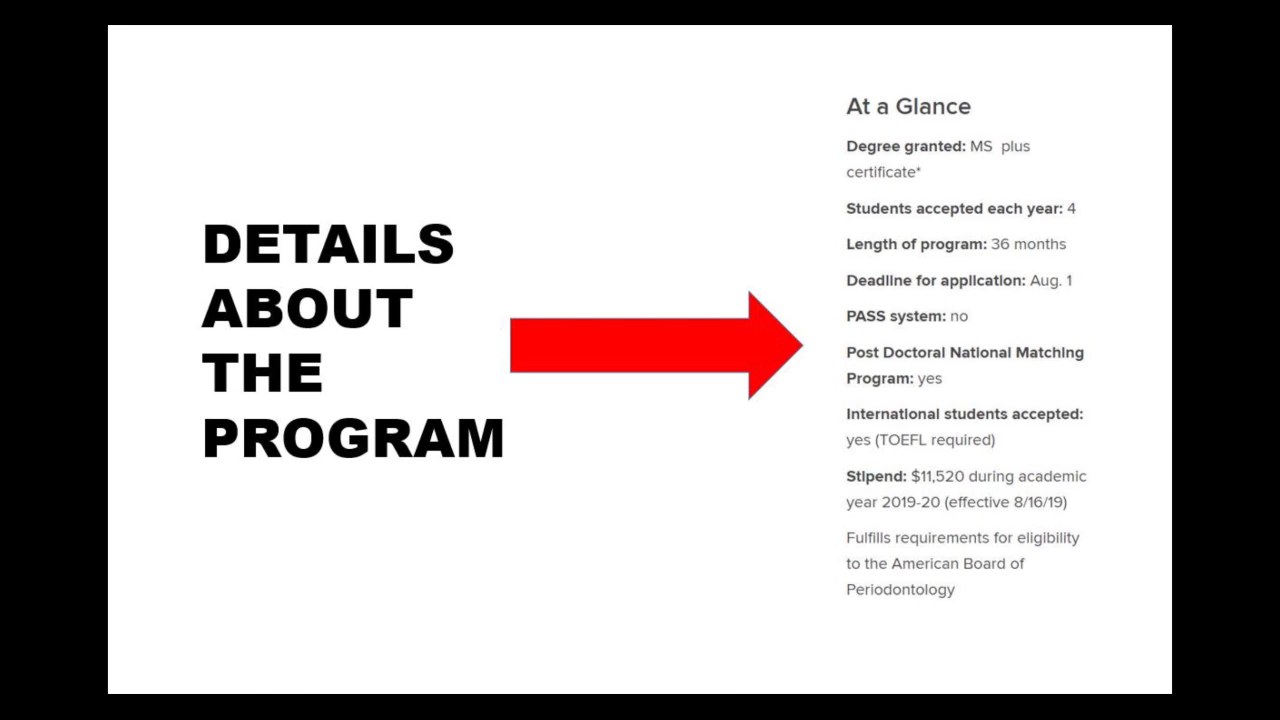 DETAILS
ABOUT
THE
PROGRAM
At a Glance
Degree granted: MS plus
certificate*
Students accepted each year: 4
Length of program: 36 months
Deadline for application: Aug. 1
PASS system: no
Post Doctoral National Matching
Program: yes
International students accepted:
yes (TOEFL required)
Stipend: $11,520 during academic
year 2019-20 (effective 8/16/19)
Fulfills requirements for eligibility
to the American Board of
Periodontology